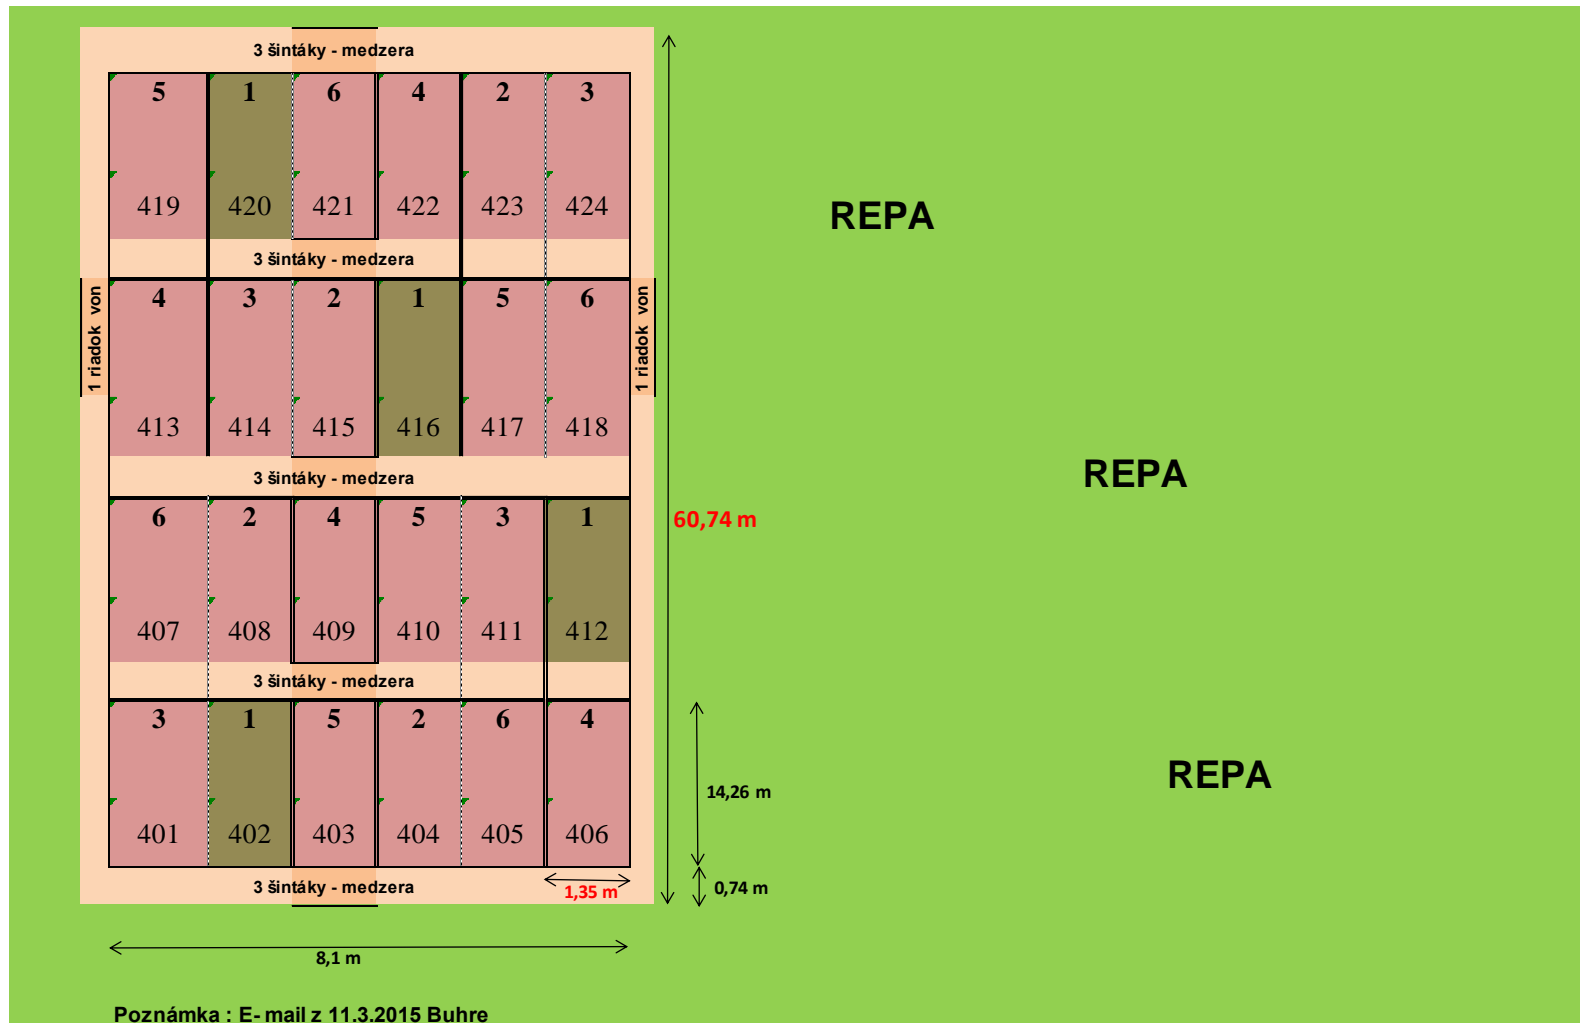 3 šintáky - medzera
5 1 6 4 2 3
419 420 421 422 423 424
REPA
3 šintáky - medzera
1 riadok von
4 3 2 1 5 6
1 riadok von
413 414 415 416 417 418
REPA
3 šintáky - medzera
6 2 4 5 3 1
60,74 m
407 408 409 410 411 412
3 šintáky - medzera
3 1 5 2 6 4
REPA
14,26 m
401 402 403 404 405 406
3 šintáky - medzera
1,35 m
0,74 m
8,1 m
Poznámka : E- mail z 11.3.2015 Buhre